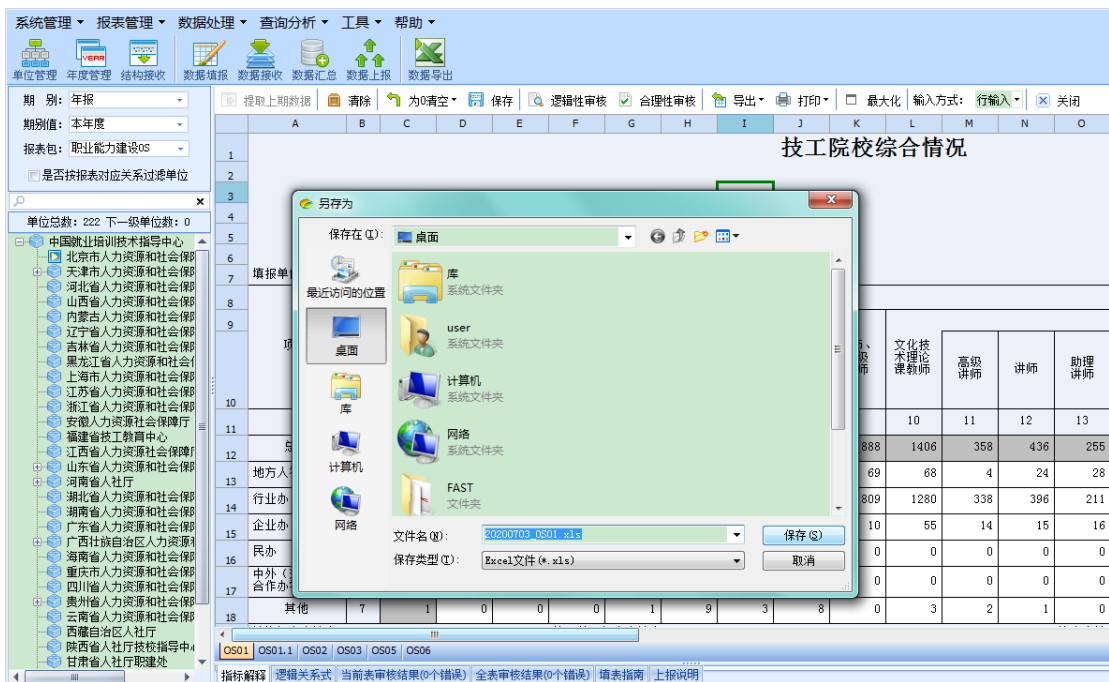 系统管理 报表管理 数据处理 查询分析 工具 帮助
单位管理 年度管理 结构接收 数据填报 数据接收 数据汇总 数据上报 数据导出
期 别: 年报
期别值: 本年度
报表包: 职业能力建设OS
是否按报表对应关系过滤单位
单位总数: 222 下一级单位数: 0
中国就业培训技术指导中心
北京市人力资源和社会保
天津市人力资源和社会保
河北省人力资源和社会保
山西省人力资源和社会保
内蒙古人力资源和社会保
辽宁省人力资源和社会保
吉林省人力资源和社会保
黑龙江省人力资源和社会
上海市人力资源和社会保
江苏省人力资源和社会保
浙江省人力资源和社会保
安徽人力资源社会保障厅
福建省技工教育中心
江西省人力资源社会保障
山东省人力资源和社会保
河南省人社厅
湖北省人力资源和社会保
湖南省人力资源和社会保
广东省人力资源和社会保
广西壮族自治区人力资源
海南省人力资源和社会保
重庆市人力资源和社会保
四川省人力资源和社会保
贵州省人力资源和社会保
云南省人力资源和社会保
西藏自治区人社厅
陕西省人社厅技校指导中
甘肃省人社厅职建处
提取上期数据 清除 为0清空 保存 逻辑性审核 合理性审核 导出 打印 最大化 输入方式: 行输入 关闭
A B C D E F G H I J K L M N O
1 技工院校综合情况
2
3
4
5
6
7 填报单
8
9
10 文化技术理论课教师 高级讲师 讲师 助理讲师
11 10 11 12 13
12 888 1406 358 436 255
13 地方人 69 68 4 24 28
14 行业办 809 1280 338 396 211
15 企业办 10 55 14 15 16
16 民办 0 0 0 0 0
17 中外( 合作办 0 0 0 0 0
18 其他 7 1 0 0 0 1 9 3 8 0 3 2 1 0
另存为
保存在(I): 桌面
最近访问的位置
桌面
库
计算机
网络
库
系统文件夹
user
系统文件夹
计算机
系统文件夹
网络
系统文件夹
FAST
文件夹
文件名(N): 20200703_OS01.xls 保存(S)
保存类型(T): Excel文件(*.xls) 取消
OS01 OS01.1 OS02 OS03 OS05 OS06
指标解释 逻辑关系式 当前表审核结果(0个错误) 全表审核结果(0个错误) 填表指南 上报说明